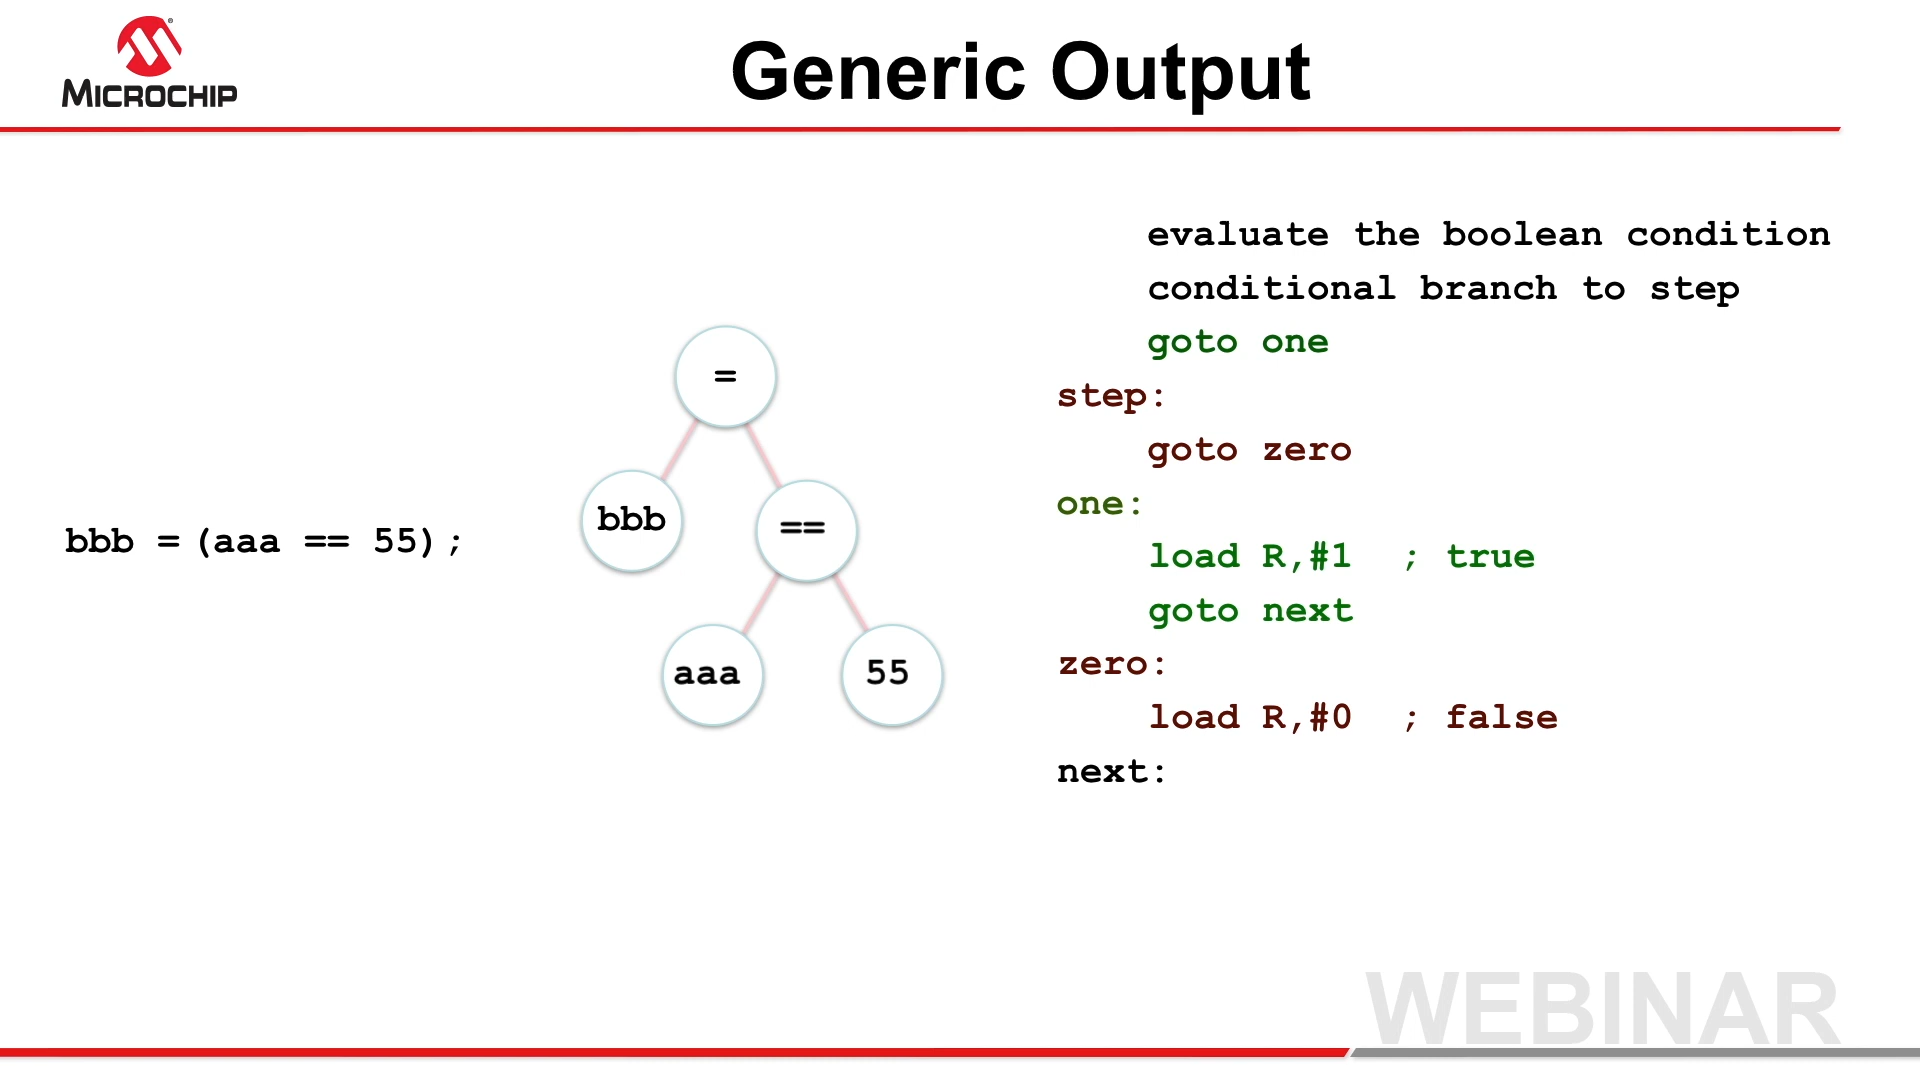 MICROCHIP
Generic Output
bbb = (aaa == 55);
=
bbb
==
aaa
55
evaluate the boolean condition
conditional branch to step
goto one
step:
goto zero
one:
load R,#1 ; true
goto next
zero:
load R,#0 ; false
next:
WEBINAR